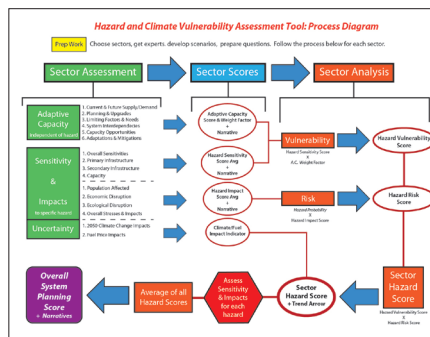 Hazard and Climate Vulnerability Assessment Tool: Process Diagram
Prep Work
Choose sectors, get experts. develop scenarios, prepare questions. Follow the process below for each sector.
Sector Assessment
Sector Scores
Sector Analysis
Adaptive
Capacity
Independent of hazard
1. Current & Future Supply/Demand
2. Planning & Upgrades
3. Limiting Factors & Needs
4. System Interdependencies
5. Capacity Opportunities
6. Adaptations & Mitigations
Adaptive Capacity
Score & Weight Factor
+
Narrative
Sensitivity
&
Impacts
to specific hazard
1. Overall Sensitivities
2. Primary Infrastructure
3. Secondary Infrastructure
4. Capacity
1. Population Affected
2. Economic Disruption
3. Ecological Disruption
4. Overall Stresses & Impacts
Hazard Sensitivity
Score Avg
+
Narrative
Hazard Impact
Score Avg
+
Narrative
Vulnerability
Hazard Sensitivity Score
X
A.C. Weight Factor
Hazard Vulnerability
Score
Risk
Hazard Probability
X
Hazard Impact Score
Hazard Risk
Score
Uncertainty
1. 2050 Climate Change Impacts
2. Fuel Price Impacts
Climate/Fuel
Impact Indicator
Overall
System
Planning
Score
+ Narratives
Average of all
Hazard Scores
Assess
Sensitivity
& Impacts
for each
hazard
Sector
Hazard Score
+ Trend Arrow
Sector
Hazard
Score
Hazard Vulnerability Score
X
Hazard Risk Score